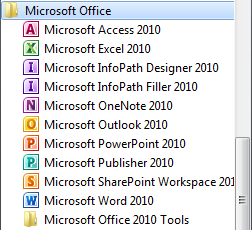 Microsoft Office
Microsoft Access 2010
Microsoft Excel 2010
Microsoft InfoPath Designer 2010
Microsoft InfoPath Filler 2010
Microsoft OneNote 2010
Microsoft Outlook 2010
Microsoft PowerPoint 2010
Microsoft Publisher 2010
Microsoft SharePoint Workspace 2010
Microsoft Word 2010
Microsoft Office 2010 Tools